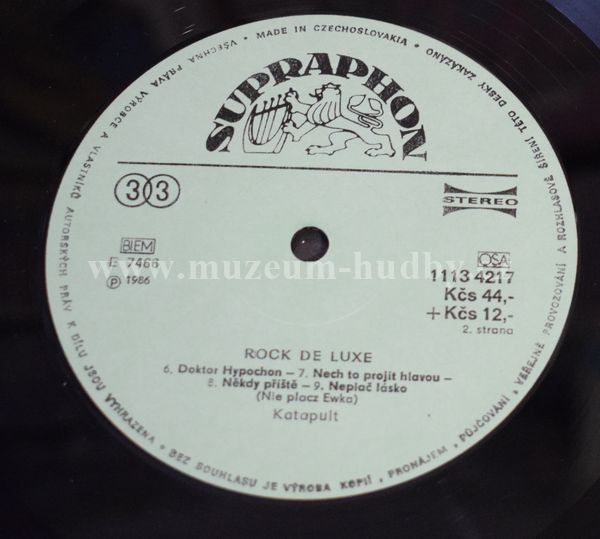 VŠECHNA PRÁVA VÝROBCE A VLASTNÍKŮ AUTORSKÝCH PRÁV K DÍLU JSOU VYHRAZENA • BEZ SOUHLASU JE VÝROBA KOPIÍ, PRONÁJEM, PŮJČOVÁNÍ, VEŘEJNÉ PROVOZOVÁNÍ A ROZHLASOVÉ ŠÍŘENÍ TÉTO DESKY ZAKÁZÁNO • MADE IN CZECHOSLOVAKIA •
SUPRAPHON
33
STEREO
BIEM
7466
OSA
www.muzeum-hudby
℗ 1986
1113 4217
Kčs 44,-
+ Kčs 12,-
2. strana
ROCK DE LUXE
6. Doktor Hypochon – 7. Nech to projít hlavou –
8. Někdy příště – 9. Neplač lásko
(Nie placz Ewka)
Katapult